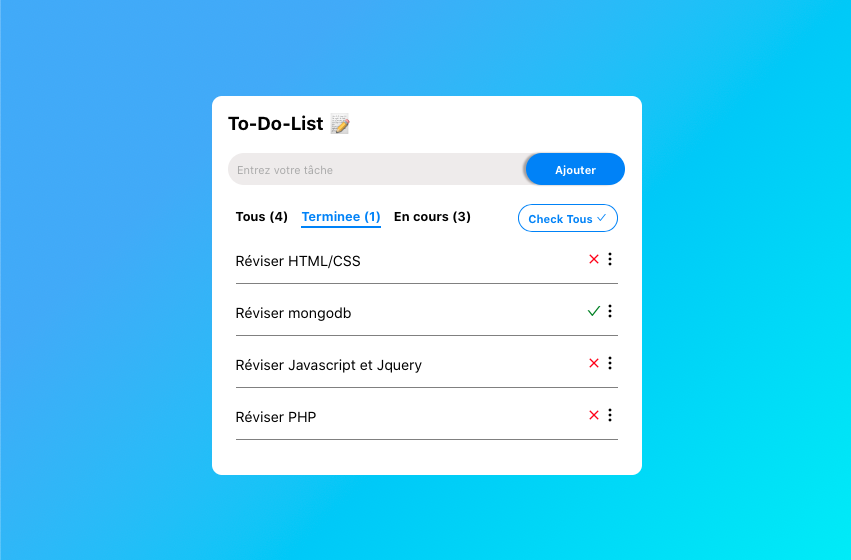 To-Do-List 📝
Entrez votre tâche Ajouter
Tous (4) Terminee (1) En cours (3) Check Tous ✓
Réviser HTML/CSS
Réviser mongodb
Réviser Javascript et Jquery
Réviser PHP